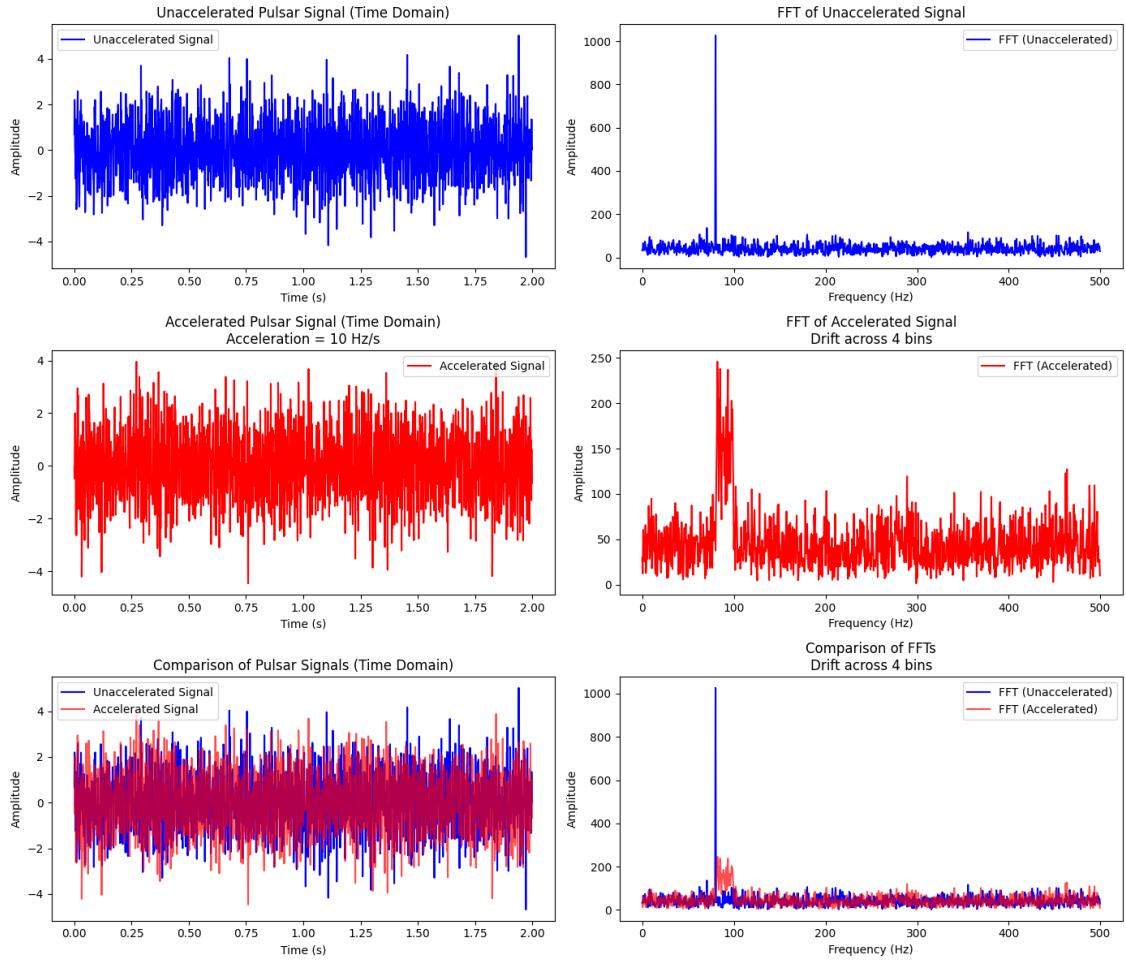 Unaccelerated Pulsar Signal (Time Domain)
Unaccelerated Signal
Amplitude
4
2
0
−2
−4
0.00 0.25 0.50 0.75 1.00 1.25 1.50 1.75 2.00
Time (s)
FFT of Unaccelerated Signal
FFT (Unaccelerated)
Amplitude
1000
800
600
400
200
0
0 100 200 300 400 500
Frequency (Hz)
Accelerated Pulsar Signal (Time Domain)
Acceleration = 10 Hz/s
Accelerated Signal
Amplitude
4
2
0
−2
−4
0.00 0.25 0.50 0.75 1.00 1.25 1.50 1.75 2.00
Time (s)
FFT of Accelerated Signal
Drift across 4 bins
FFT (Accelerated)
Amplitude
250
200
150
100
50
0
0 100 200 300 400 500
Frequency (Hz)
Comparison of Pulsar Signals (Time Domain)
Unaccelerated Signal
Accelerated Signal
Amplitude
4
2
0
−2
−4
0.00 0.25 0.50 0.75 1.00 1.25 1.50 1.75 2.00
Time (s)
Comparison of FFTs
Drift across 4 bins
FFT (Unaccelerated)
FFT (Accelerated)
Amplitude
1000
800
600
400
200
0
0 100 200 300 400 500
Frequency (Hz)